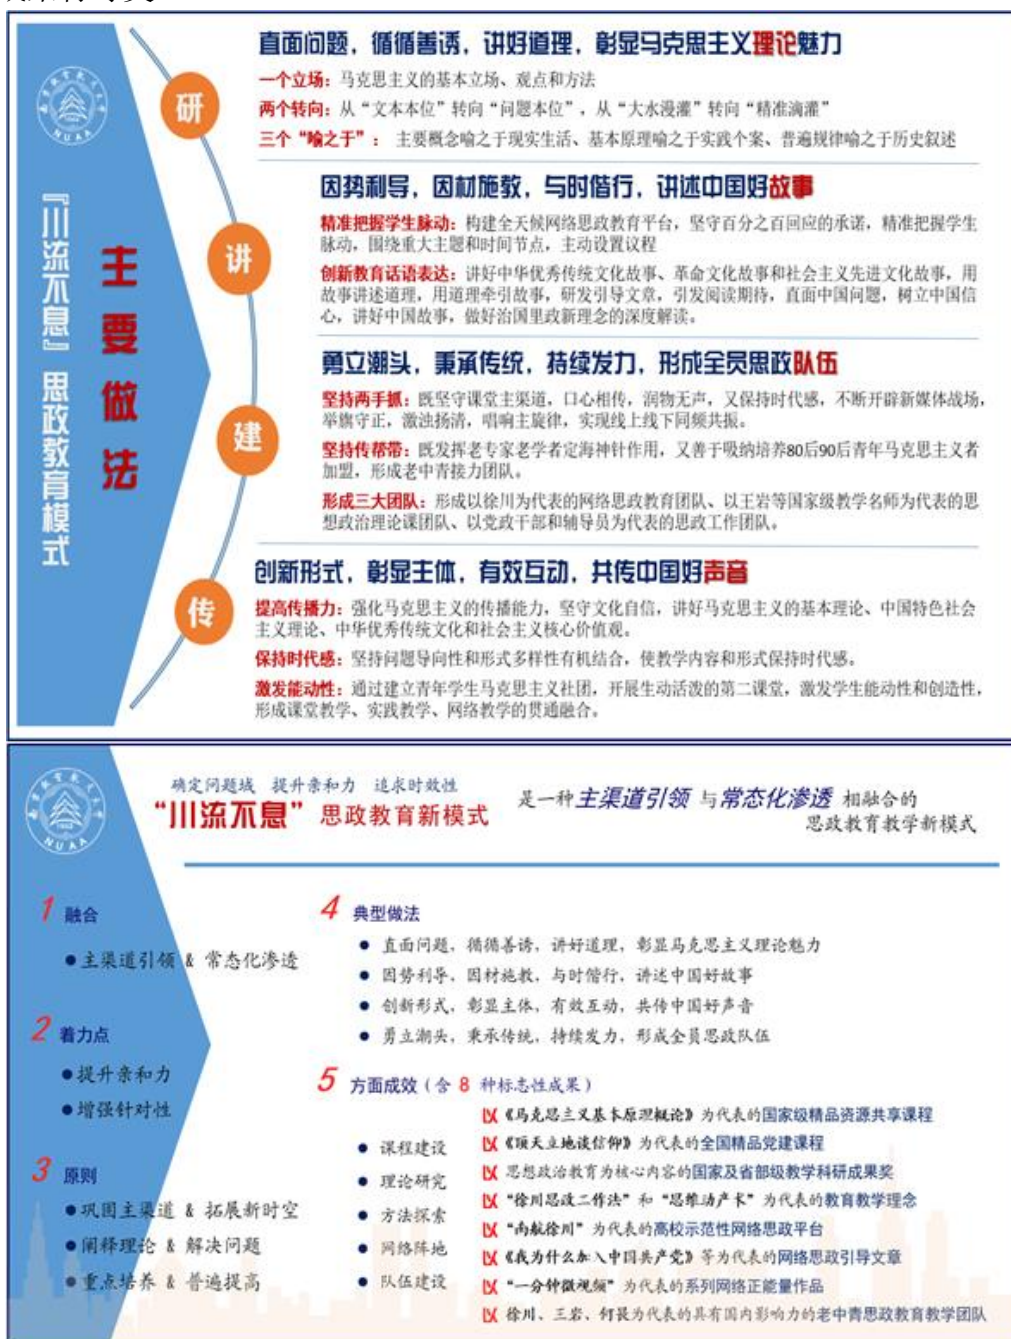 直面问题，循循善诱，讲好道理，彰显马克思主义理论魅力
一个立场：马克思主义的基本立场、观点和方法
两个转向：从“文本本位”转向“问题本位”，从“大水漫灌”转向“精准滴灌”
三个“喻之于”： 主要概念喻之于现实生活、基本原理喻之于实践个案、普遍规律喻之于历史叙述
研
NUAA
『川流不息』思政教育模式
主要做法
因势利导，因材施教，与时偕行，讲述中国好故事
精准把握学生脉动：构建全天候网络思政教育平台，坚守百分之百回应的承诺，精准把握学生
脉动，围绕重大主题和时间节点，主动设置议程
讲
创新教育话语表达：讲好中华优秀传统文化故事、革命文化故事和社会主义先进文化故事，用
故事讲述道理，用道理牵引故事，研发引导文章，引发阅读期待，直面中国问题，树立中国信
心，讲好中国故事，做好治国里政新理念的深度解读。
勇立潮头，秉承传统，持续发力，形成全员思政队伍
坚持两手抓：既坚守课堂主渠道，口心相传，润物无声，又保持时代感，不断开辟新媒体战场，
举旗守正，激浊扬清，唱响主旋律，实现线上线下同频共振。
建
坚持传帮带：既发挥老专家老学者定海神针作用，又善于吸纳培养80后90后青年马克思主义者
加盟，形成老中青接力团队。
形成三大团队：形成以徐川为代表的网络思政教育团队、以王岩等国家级教学名师为代表的思
想政治理论课团队、以党政干部和辅导员为代表的思政工作团队。
创新形式，彰显主体，有效互动，共传中国好声音
传
提高传播力：强化马克思主义的传播能力，坚守文化自信，讲好马克思主义的基本理论、中国特色社会
主义理论、中华优秀传统文化和社会主义核心价值观。
保持时代感：坚持问题导向性和形式多样性有机结合，使教学内容和形式保持时代感。
激发能动性：通过建立青年学生马克思主义社团，开展生动活泼的第二课堂，激发学生能动性和创造性，
形成课堂教学、实践教学、网络教学的贯通融合。
NUAA
确定问题域 提升亲和力 追求时效性
“川流不息”思政教育新模式
是一种主渠道引领与常态化渗透相融合的
思政教育教学新模式
1 融合
●主渠道引领 & 常态化渗透
2 着力点
●提升亲和力
●增强针对性
3 原则
●巩固主渠道 & 拓展新时空
●阐释理论 & 解决问题
●重点培养 & 普遍提高
4 典型做法
● 直面问题，循循善诱，讲好道理，彰显马克思主义理论魅力
● 因势利导，因材施教，与时偕行，讲述中国好故事
● 创新形式，彰显主体，有效互动，共传中国好声音
● 勇立潮头，秉承传统，持续发力，形成全员思政队伍
5 方面成效（含 8 种标志性成果）
● 课程建设
● 理论研究
● 方法探索
● 网络阵地
● 队伍建设
以《马克思主义基本原理概论》为代表的国家级精品资源共享课程
以《顶天立地谈信仰》为代表的全国精品党建课程
以 思想政治教育为核心内容的国家及省部级教学科研成果奖
以“徐川思政工作法”和“思维动产卡”为代表的教育教学理念
以“南航徐川”为代表的高校示范性网络思政平台
以《我为什么加入中国共产党》等为代表的网络思政引导文章
以“一分钟微视频”为代表的系列网络正能量作品
以 徐川、王岩、何畏为代表的具有国内影响力的老中青思政教育教学团队